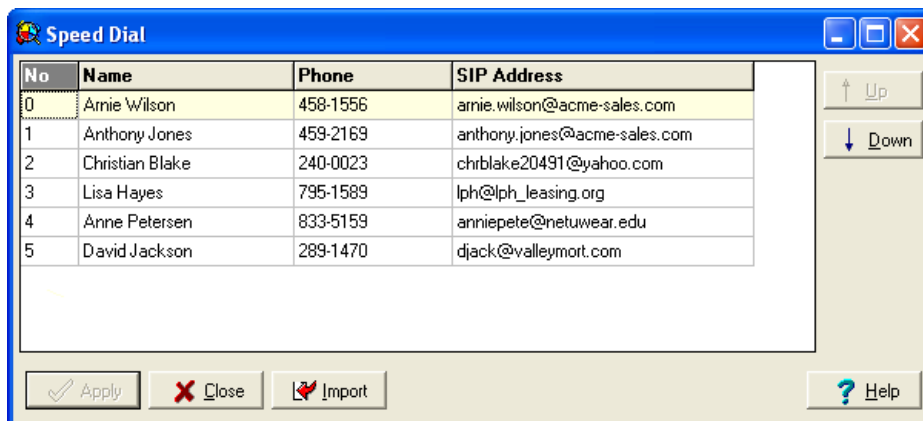 Speed Dial
No Name Phone SIP Address
0 Arnie Wilson 458-1556 arnie.wilson@acme-sales.com
1 Anthony Jones 459-2169 anthony.jones@acme-sales.com
2 Christian Blake 240-0023 chrblake20491@yahoo.com
3 Lisa Hayes 795-1589 lph@lph_leasing.org
4 Anne Petersen 833-5159 anniepete@netuwear.edu
5 David Jackson 289-1470 djack@valleymort.com
Up
Down
Apply Close Import Help